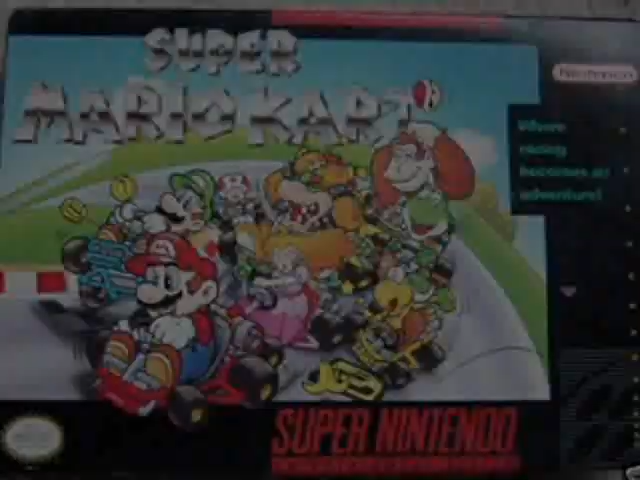 SUPER
MARIO KART
Nintendo
Where
racing
becomes an
adventure!
M
SUPER NINTENDO